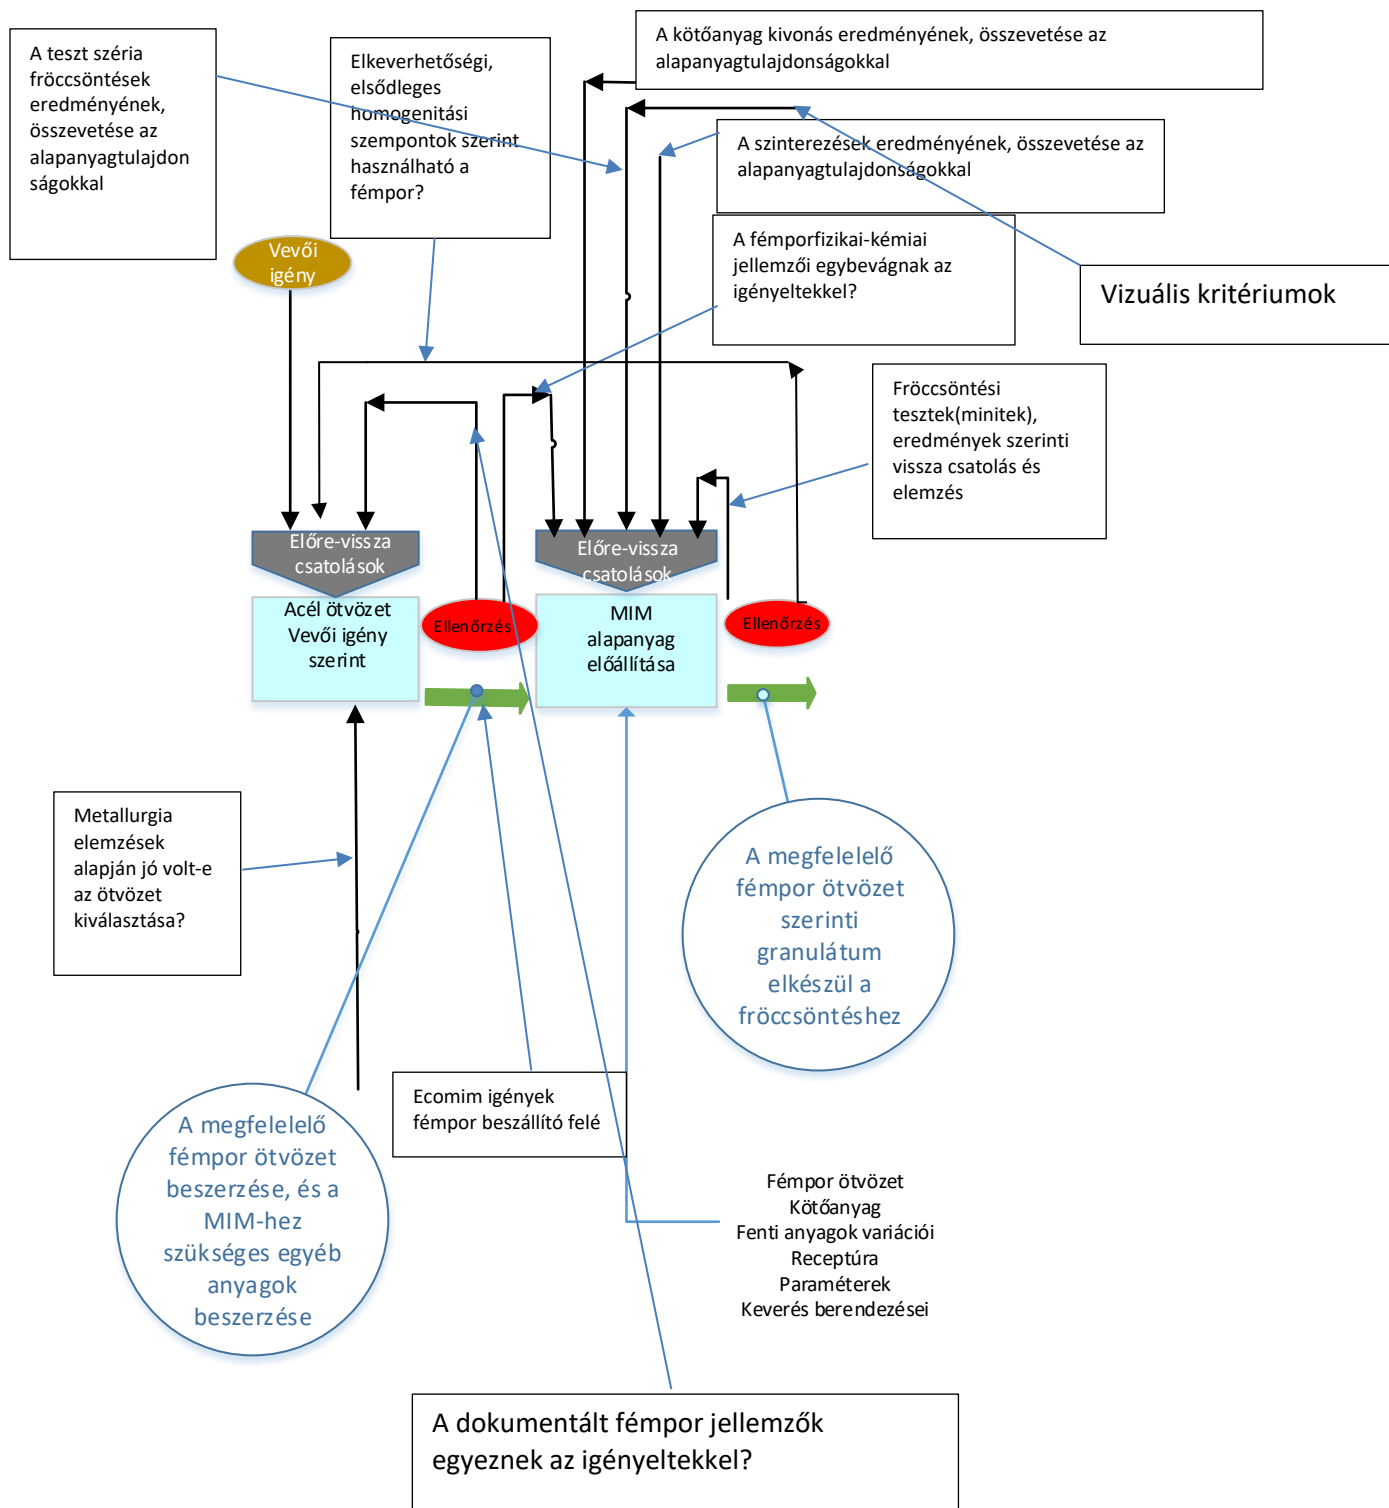 A teszt széria
fröccsöntések
eredményének,
összevetése az
alapanyagtulajdon
ságokkal
Elkeverhetőségi,
elsődleges
homogenitási
szempontok szerint
használható a
fémpor?
A kötőanyag kivonás eredményének, összevetése az
alapanyagtulajdonságokkal
A szinterezések eredményének, összevetése az
alapanyagtulajdonságokkal
A fémporfizikai-kémiai
jellemzői egybevágnak az
igényeltekkel?
Vevői
igény
Vizuális kritériumok
Fröccsöntési
tesztek(minitek),
eredmények szerinti
vissza csatolás és
elemzés
Előre-vissza
csatolások
Előre-vissza
csatolások
Acél ötvözet
Vevői igény
szerint
Ellenőrzés
MIM
alapanyag
előállítása
Ellenőrzés
Metallurgia
elemzések
alapján jó volt-e
az ötvözet
kiválasztása?
A megfelelelő
fémpor ötvözet
szerinti
granulátum
elkészül a
fröccsöntéshez
Ecomim igények
fémpor beszállító felé
A megfelelelő
fémpor ötvözet
beszerzése, és a
MIM-hez
szükséges egyéb
anyagok
beszerzése
Fémpor ötvözet
Kötőanyag
Fenti anyagok variációi
Receptúra
Paraméterek
Keverés berendezései
A dokumentált fémpor jellemzők
egyeznek az igényeltekkel?